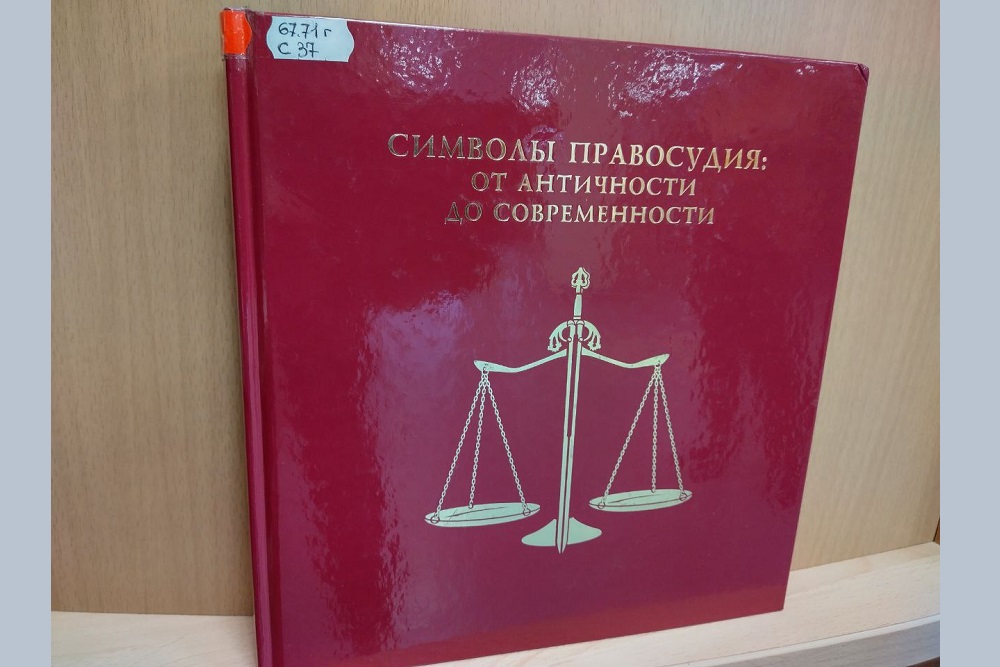 67.71 г
С 37
СИМВОЛЫ ПРАВОСУДИЯ:
ОТ АНТИЧНОСТИ
ДО СОВРЕМЕННОСТИ